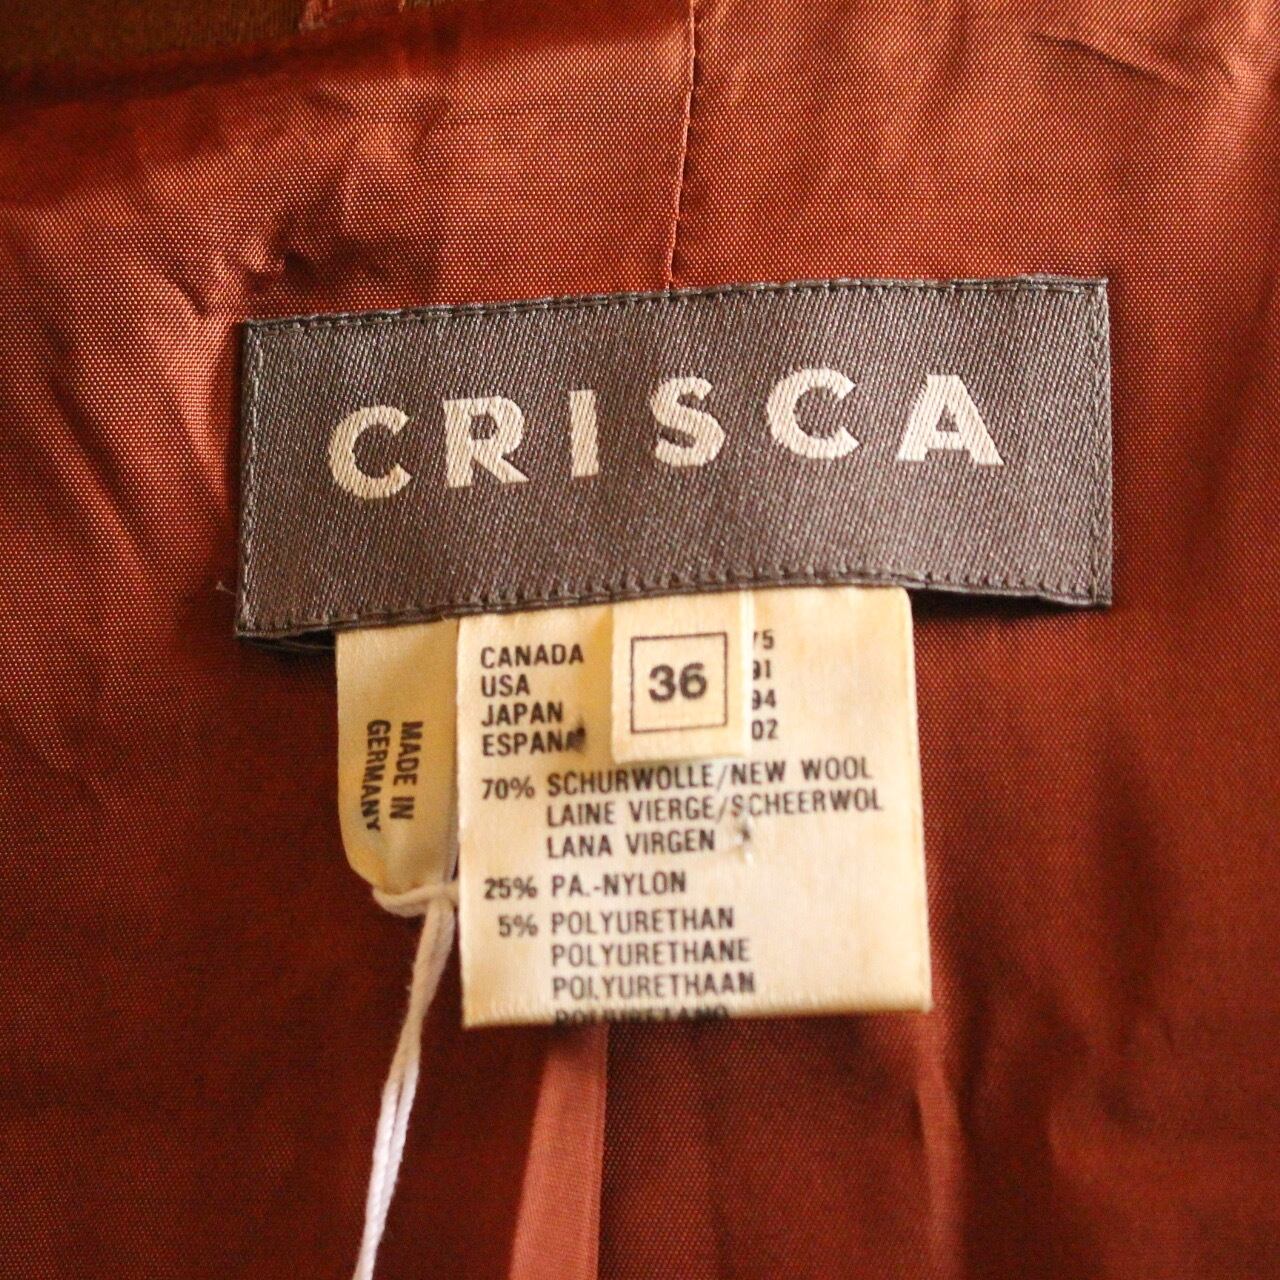 CRISCA
MADE IN
GERMANY
CANADA
USA
JAPAN
36
70% SCHURWOLLE/NEW WOOL
LAINE VIERGE/SCHEERWOL
LANA VIRGEN
25% PA.-NYLON
5% POLYURETHAN
POLYURETHANE
POLYURETHAAN